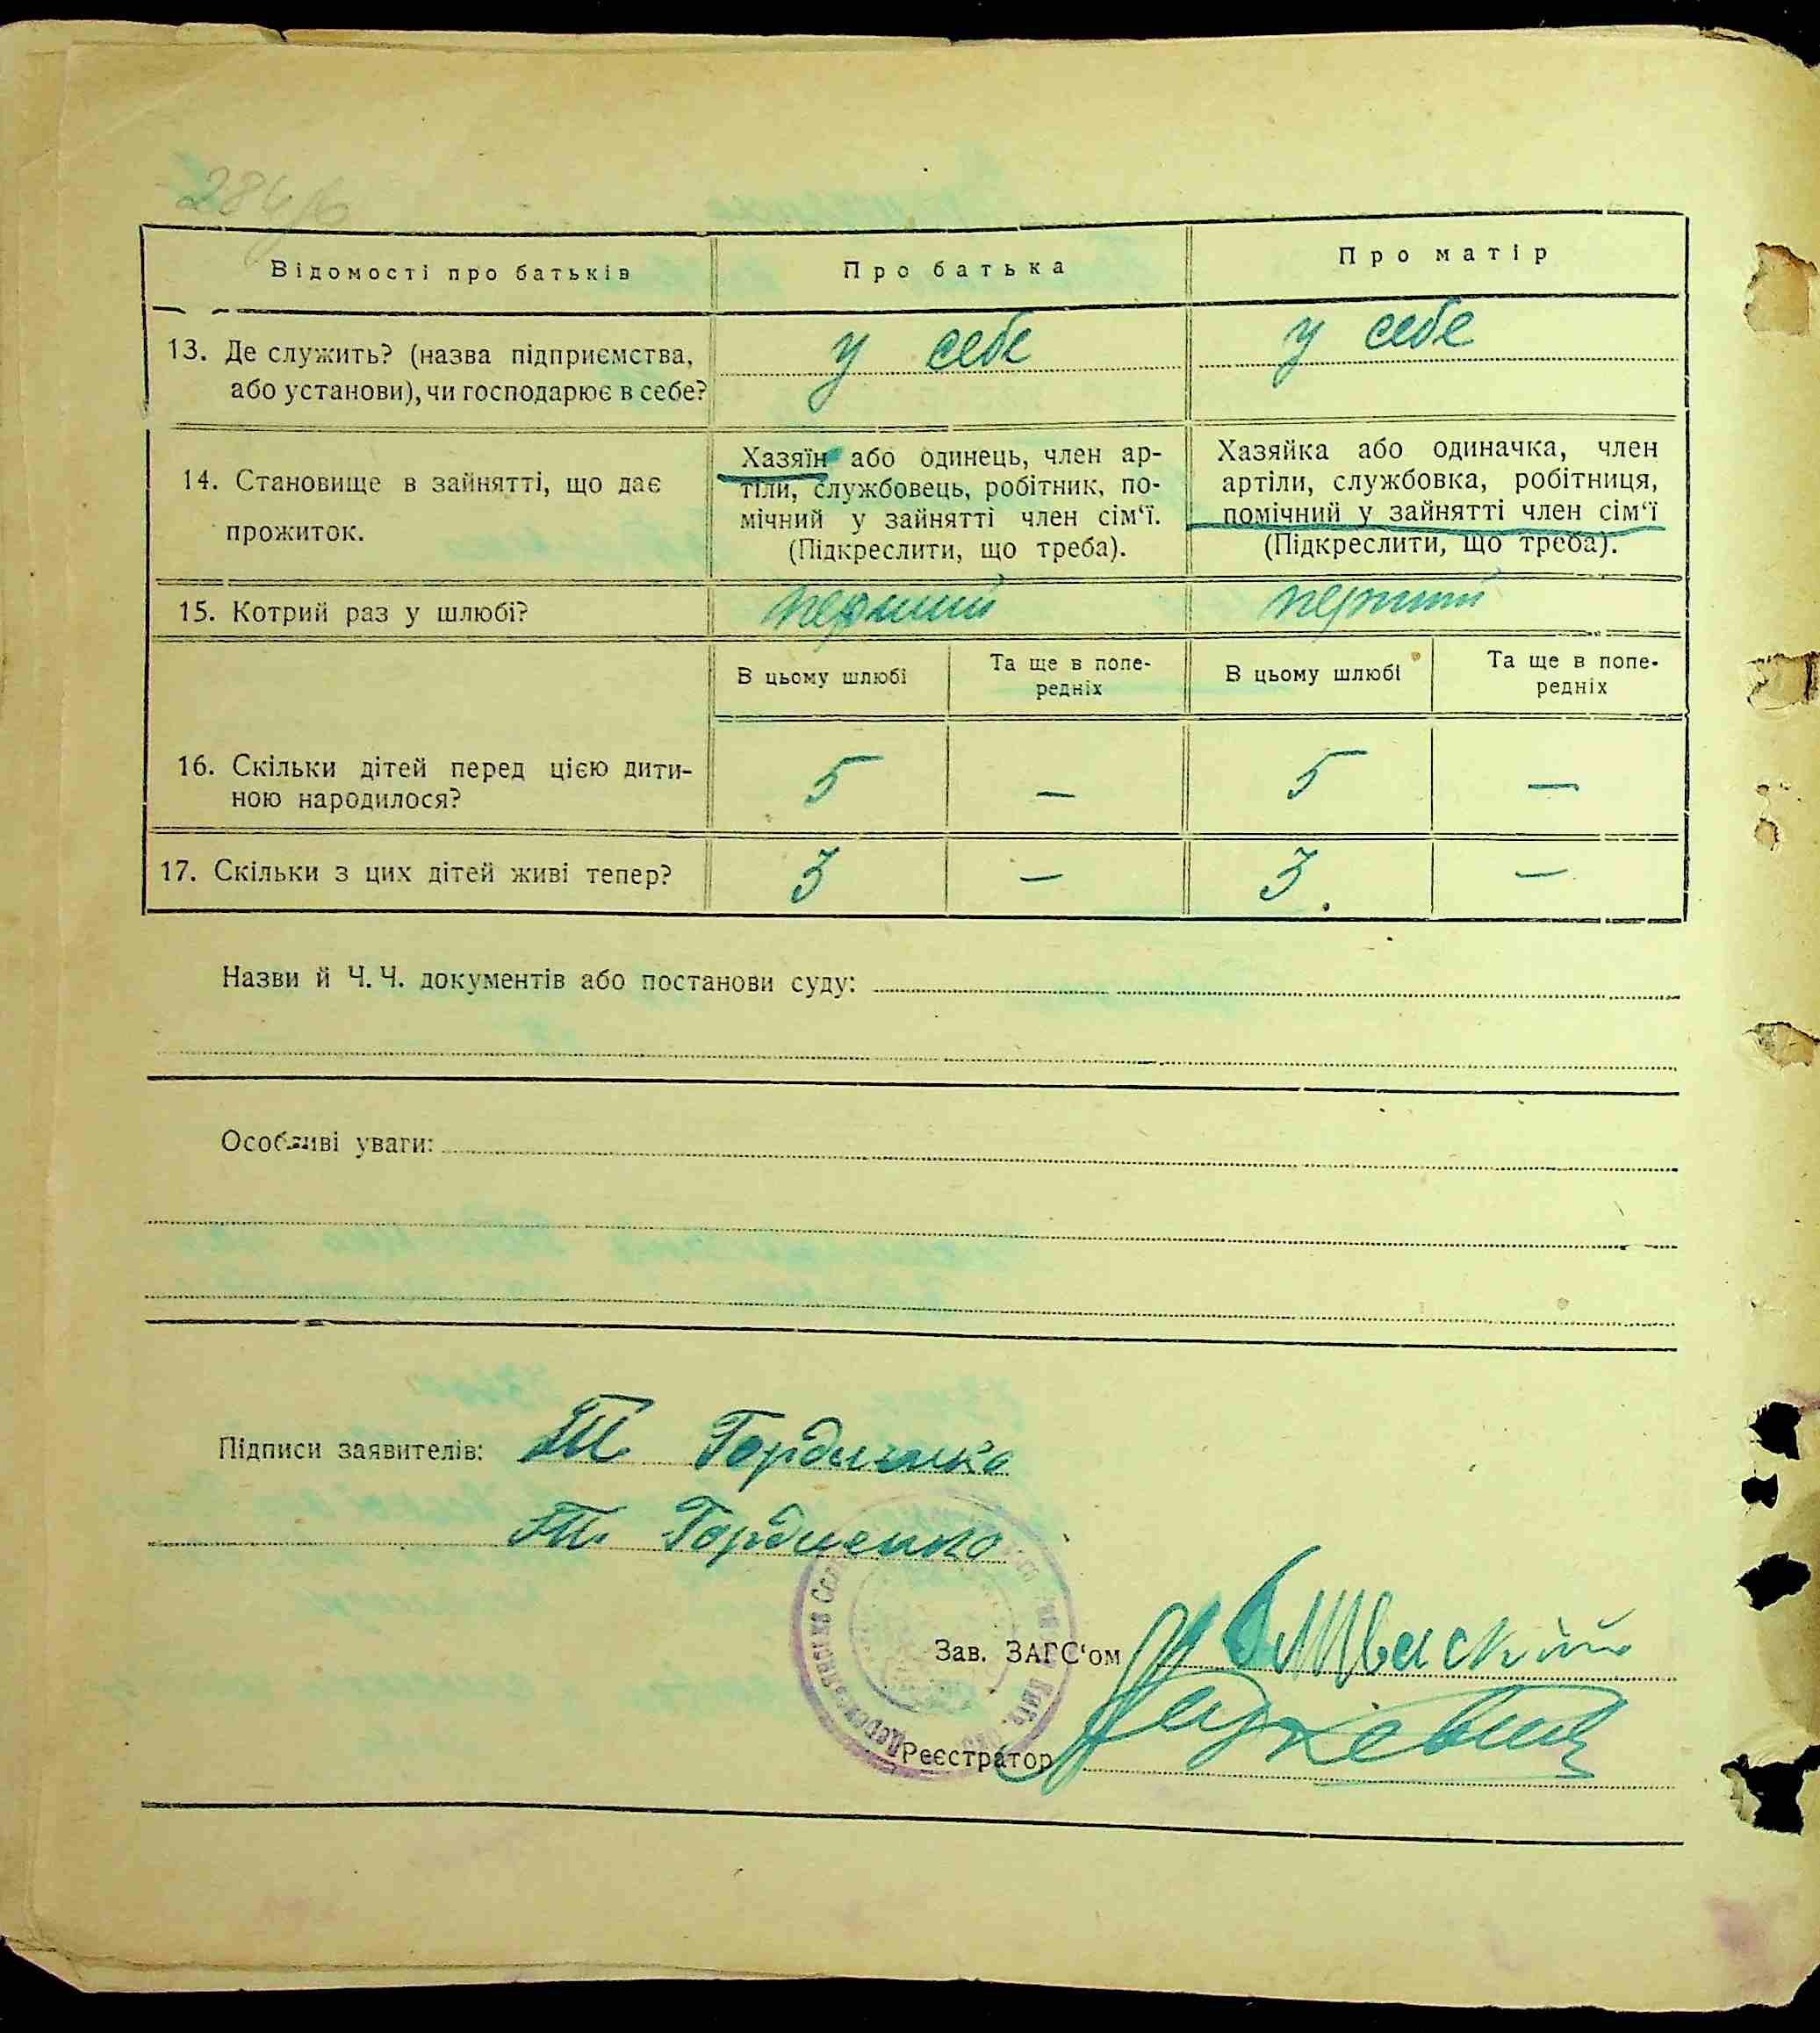 Відомості про батьків
Про батька
Про матір
13. Де служить? (назва підприємства, або установи), чи господарює в себе?
у себе
у себе
14. Становище в зайнятті, що дає прожиток.
Хазяїн або одинець, член ар-
тіли, службовець, робітник, по-
мічний у зайнятті член сім‘ї.
(Підкреслити, що треба).
Хазяйка або одиначка, член
артіли, службовка, робітниця,
помічний у зайнятті член сім‘ї
(Підкреслити, що треба).
15. Котрий раз у шлюбі?
перший
перший
В цьому шлюбі
Та ще в попе-
редніх
В цьому шлюбі
Та ще в попе-
редніх
16. Скільки дітей перед цією дити-
ною народилося?
5
—
5
—
17. Скільки з цих дітей живі тепер?
3
—
3.
—
Назви й Ч. Ч. документів або постанови суду:
Особливі уваги:
Підписи заявителів:
Гордиенко
Гордиенко
Зав. ЗАГС‘ом
Реєстратор